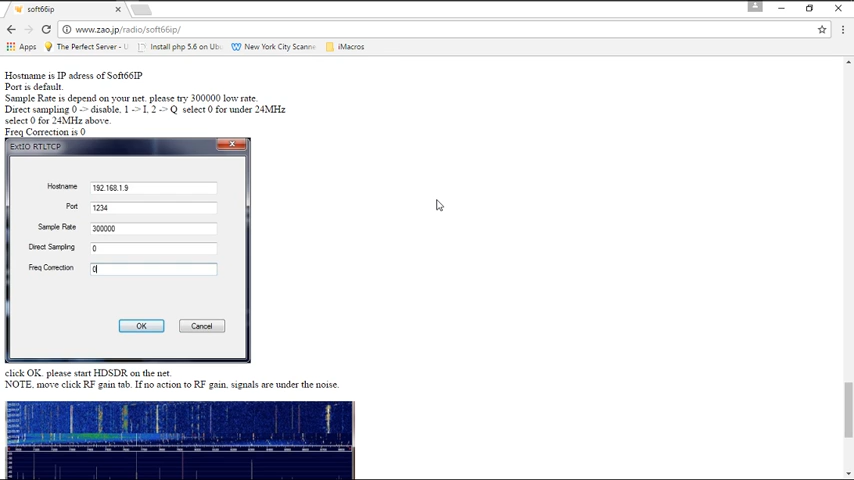 soft66ip
www.zao.jp/radio/soft66ip/
Apps
The Perfect Server - U
Install php 5.6 on Ubu
New York City Scanne
iMacros
Hostname is IP adress of Soft66IP
Port is default.
Sample Rate is depend on your net, please try 300000 low rate.
Direct sampling 0 -> disable, 1 -> I, 2 -> Q select 0 for under 24MHz
select 0 for 24MHz above.
Freq Correction is 0
ExtIO RTLTCP
Hostname 192.168.1.9
Port 1234
Sample Rate 300000
Direct Sampling 0
Freq Correction 0
OK Cancel
click OK, please start HDSDR on the net.
NOTE, move click RF gain tab. If no action to RF gain, signals are under the noise.